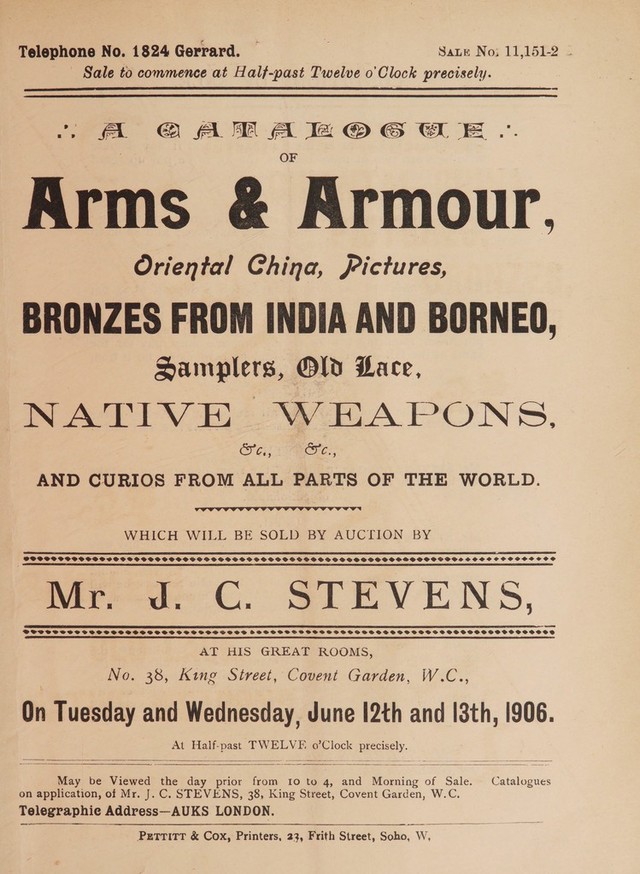 Telephone No. 1824 Gerrard. SALE No. 11,151-2
Sale to commence at Half-past Twelve o'Clock precisely.
A CATALOGUE
OF
Arms & Armour,
Oriental China, Pictures,
BRONZES FROM INDIA AND BORNEO,
Samplers, Old Lace,
NATIVE WEAPONS,
&c., &c.,
AND CURIOS FROM ALL PARTS OF THE WORLD.
WHICH WILL BE SOLD BY AUCTION BY
Mr. J. C. STEVENS,
AT HIS GREAT ROOMS,
No. 38, King Street, Covent Garden, W.C.,
On Tuesday and Wednesday, June 12th and 13th, 1906.
At Half-past TWELVE o'Clock precisely.
May be Viewed the day prior from 10 to 4, and Morning of Sale. Catalogues
on application, of Mr. J. C. STEVENS, 38, King Street, Covent Garden, W.C.
Telegraphic Address—AUKS LONDON.
PETTITT & COX, Printers, 23, Frith Street, Soho, W.